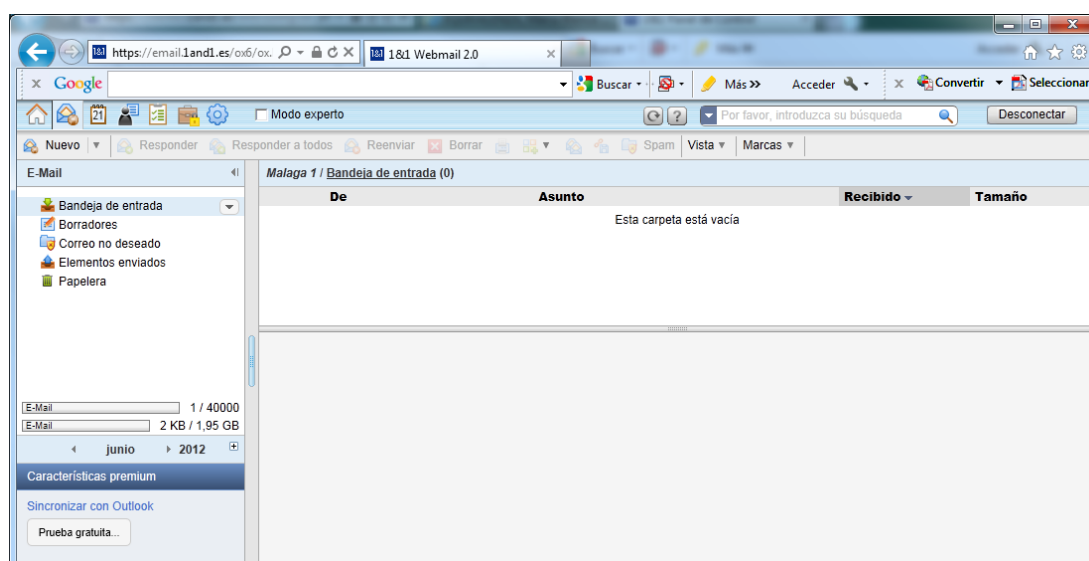 https://email.1and1.es/ox6/ox. 1&1 Webmail 2.0
x Google Buscar Más >> Acceder x Convertir Seleccionar
21 Modo experto ? Por favor, introduzca su búsqueda Desconectar
Nuevo Responder Responder a todos Reenviar Borrar Spam Vista Marcas
E-Mail Malaga 1 / Bandeja de entrada (0)
De Asunto Recibido Tamaño
Bandeja de entrada
Esta carpeta está vacía
Borradores
Correo no deseado
Elementos enviados
Papelera
E-Mail 1 / 40000
E-Mail 2 KB / 1,95 GB
junio 2012
Características premium
Sincronizar con Outlook
Prueba gratuita...